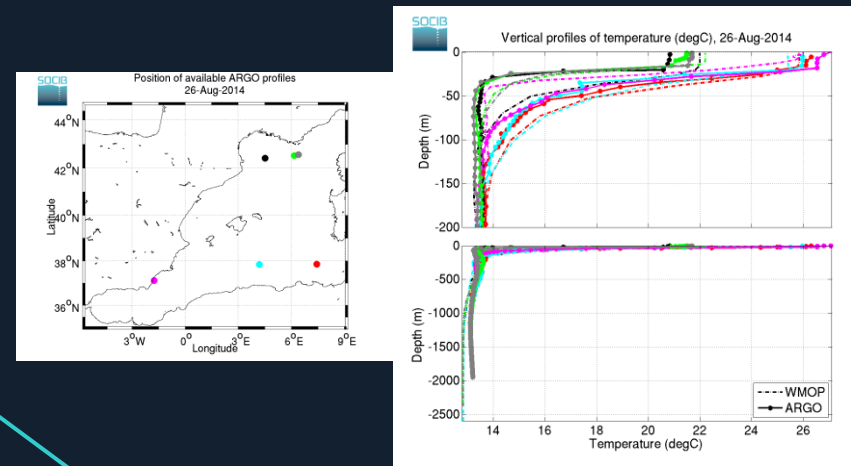 SOCIB
Position of available ARGO profiles
26-Aug-2014
44°N
42°N
40°N
38°N
36°N
Latitude
3°W
0°
3°E
6°E
9°E
Longitude
SOCIB
Vertical profiles of temperature (degC), 26-Aug-2014
0
-50
-100
-150
-200
Depth (m)
0
-500
-1000
-1500
-2000
-2500
Depth (m)
WMOP
ARGO
14 16 18 20 22 24 26
Temperature (degC)